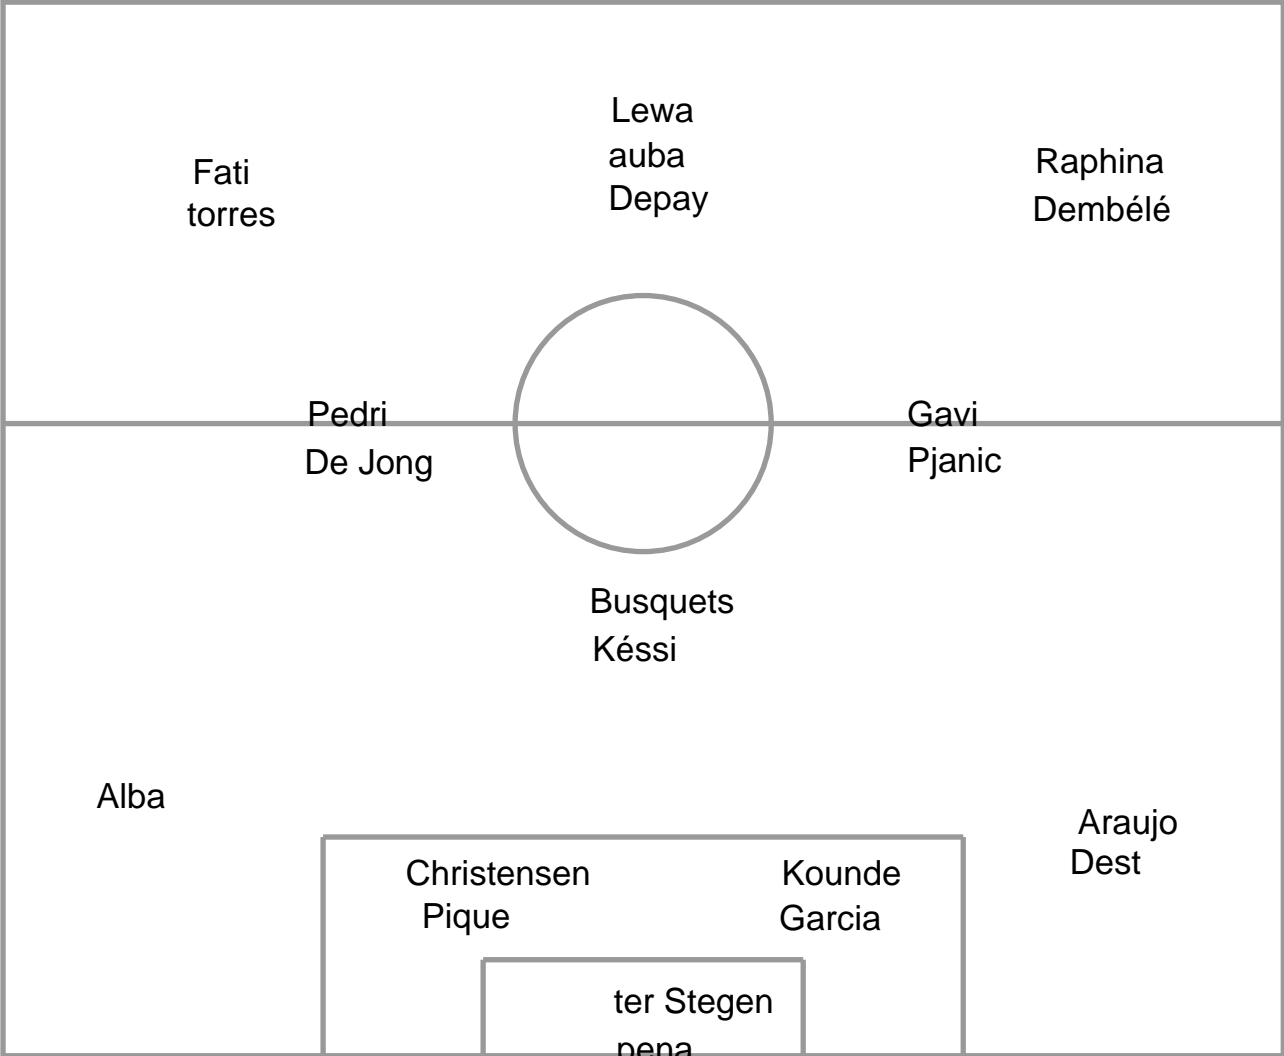 Lewa
auba
Depay
Fati
torres
Raphina
Dembélé
Pedri
De Jong
Gavi
Pjanic
Busquets
Késsi
Alba
Araujo
Dest
Christensen
Pique
Kounde
Garcia
ter Stegen
pena